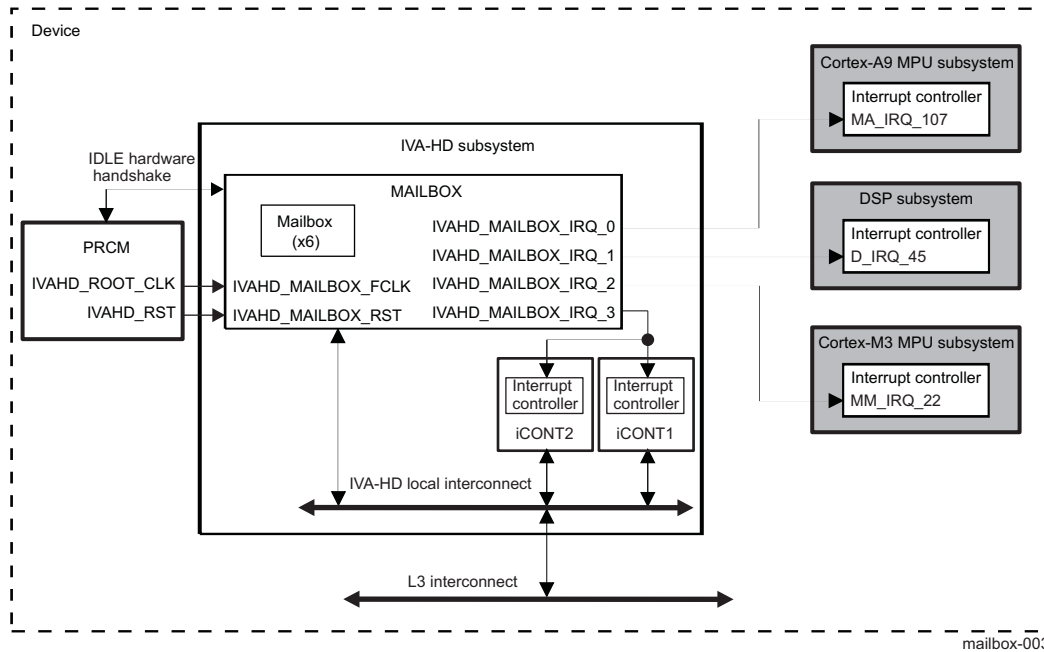 Device
Cortex-A9 MPU subsystem
Interrupt controller
MA_IRQ_107
IVA-HD subsystem
IDLE hardware
handshake
MAILBOX
Mailbox
(x6)
IVAHD_MAILBOX_IRQ_0
IVAHD_MAILBOX_IRQ_1
IVAHD_MAILBOX_IRQ_2
IVAHD_MAILBOX_IRQ_3
DSP subsystem
Interrupt controller
D_IRQ_45
PRCM
IVAHD_ROOT_CLK
IVAHD_RST
IVAHD_MAILBOX_FCLK
IVAHD_MAILBOX_RST
Cortex-M3 MPU subsystem
Interrupt controller
MM_IRQ_22
Interrupt
controller
iCONT2
Interrupt
controller
iCONT1
IVA-HD local interconnect
L3 interconnect
mailbox-003